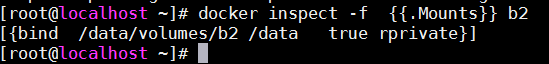 [root@localhost ~]# docker inspect -f  {{.Mounts}} b2
[{bind  /data/volumes/b2 /data   true rprivate}]
[root@localhost ~]#